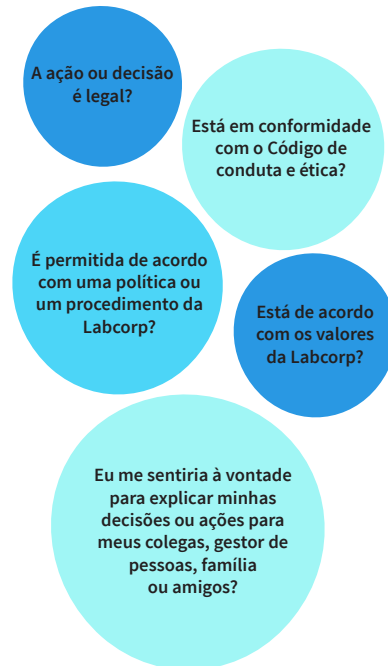 A ação ou decisão
é legal?
Está em conformidade
com o Código de
conduta e ética?
É permitida de acordo
com uma política ou
um procedimento da
Labcorp?
Está de acordo
com os valores
da Labcorp?
Eu me sentiria à vontade
para explicar minhas
decisões ou ações para
meus colegas, gestor de
pessoas, família
ou amigos?